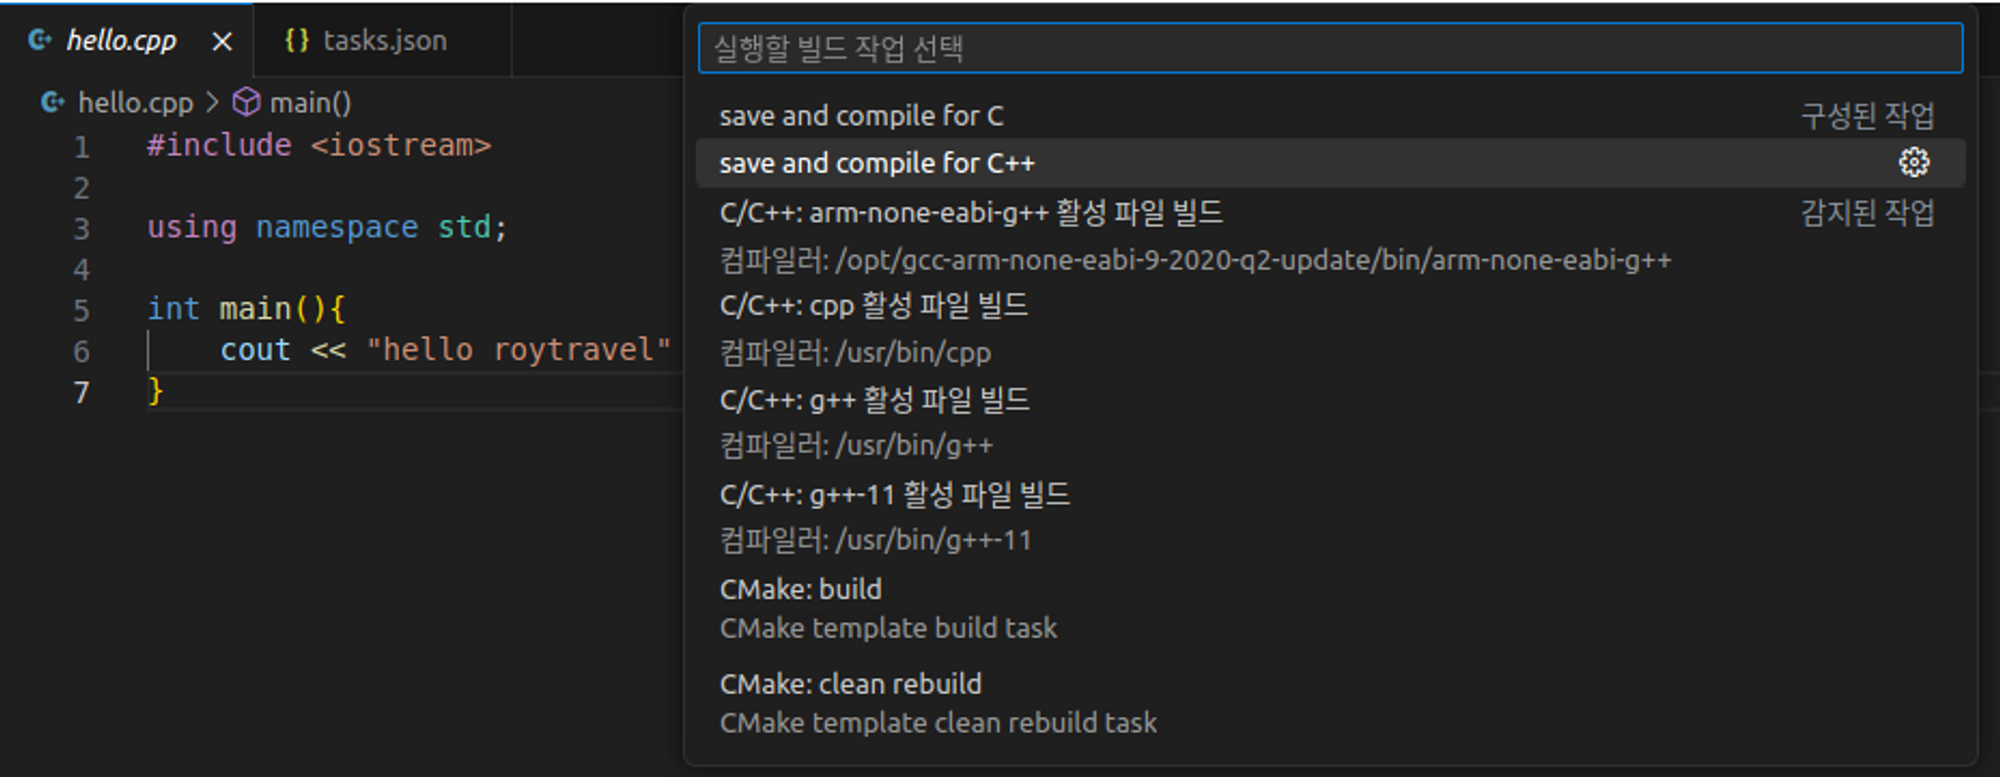 hello.cpp
tasks.json
hello.cpp > main()
1 #include <iostream>
2
3 using namespace std;
4
5 int main(){
6 cout << "hello roytravel"
7 }
실행할 빌드 작업 선택
save and compile for C 구성된 작업
save and compile for C++
C/C++: arm-none-eabi-g++ 활성 파일 빌드 감지된 작업
컴파일러: /opt/gcc-arm-none-eabi-9-2020-q2-update/bin/arm-none-eabi-g++
C/C++: cpp 활성 파일 빌드
컴파일러: /usr/bin/cpp
C/C++: g++ 활성 파일 빌드
컴파일러: /usr/bin/g++
C/C++: g++-11 활성 파일 빌드
컴파일러: /usr/bin/g++-11
CMake: build
CMake template build task
CMake: clean rebuild
CMake template clean rebuild task